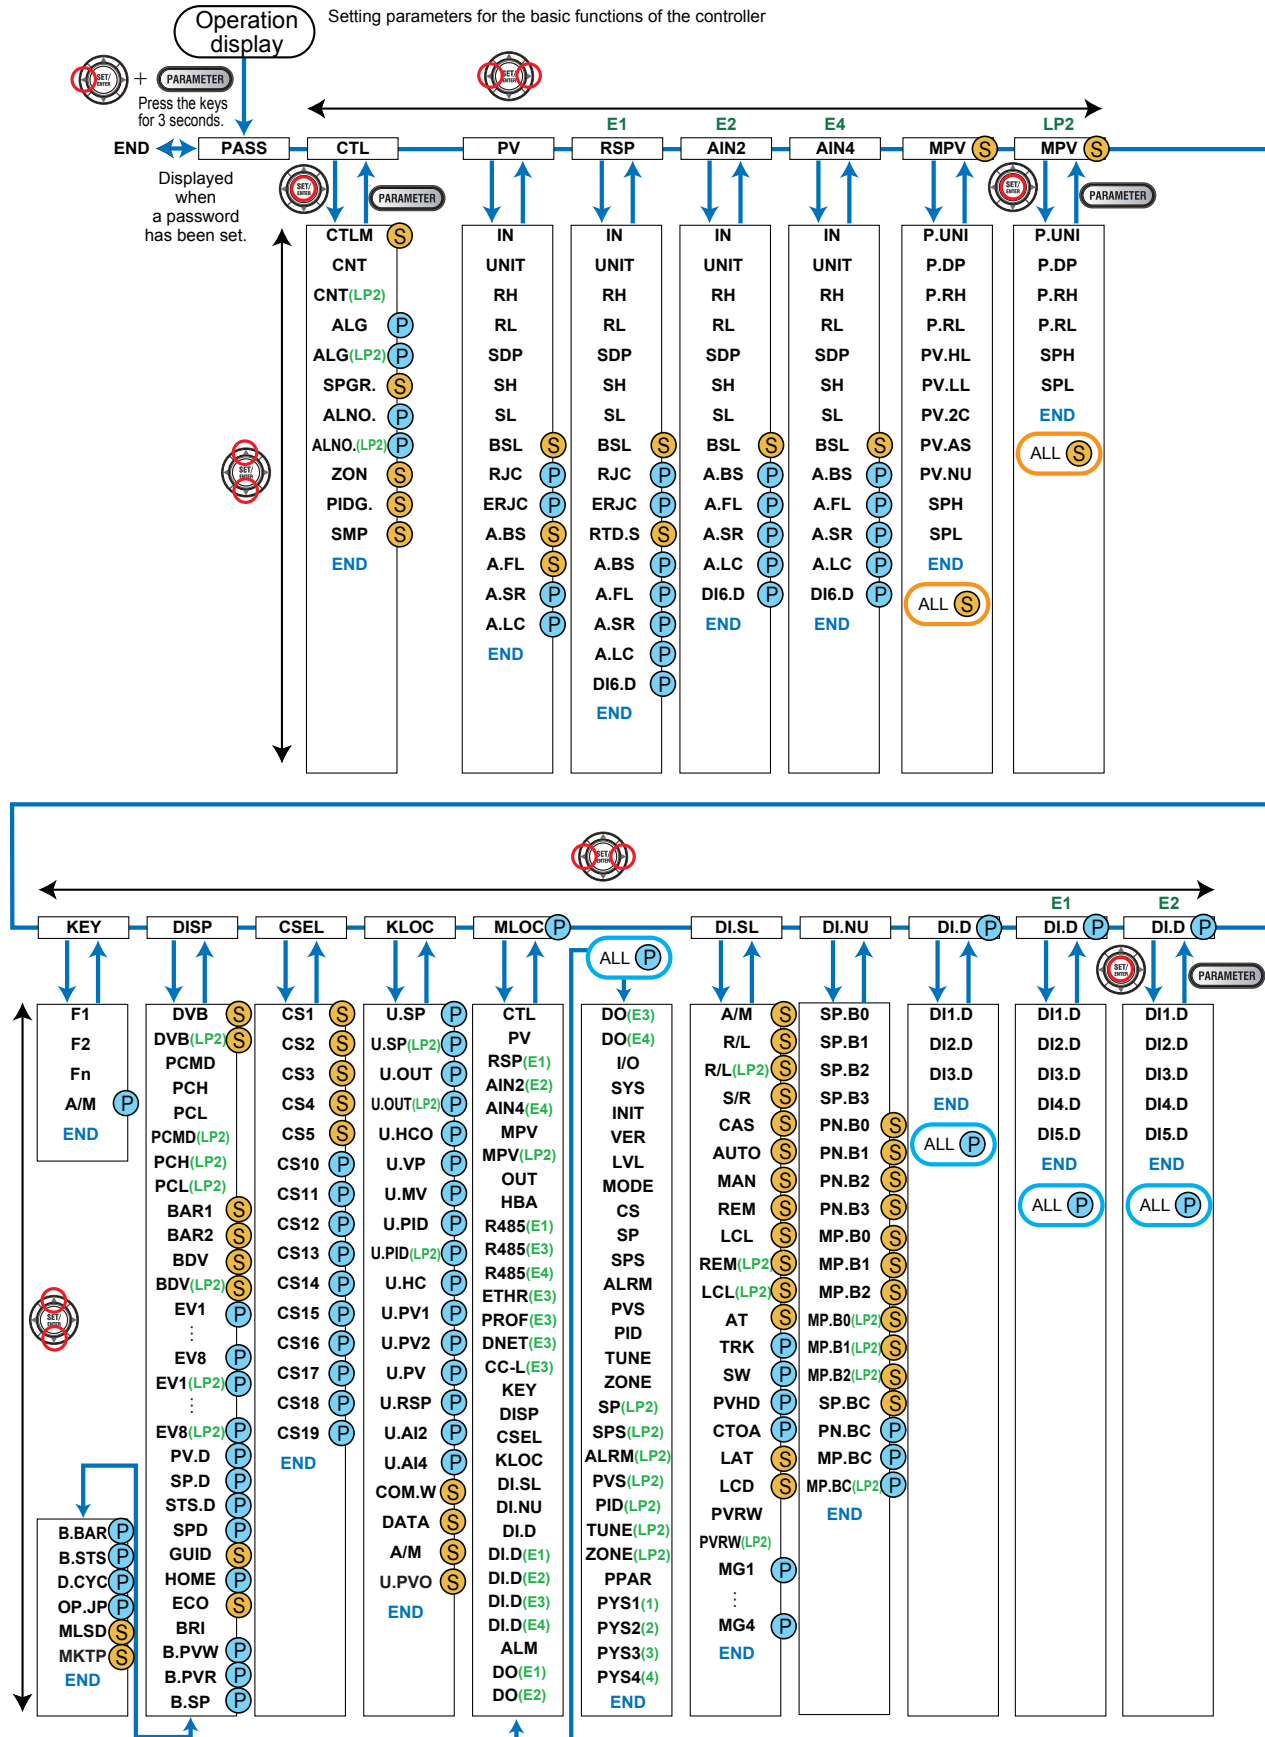 Operation
display
Setting parameters for the basic functions of the controller
SET/
ENTER
+
PARAMETER
Press the keys
for 3 seconds.
SET/
ENTER
E1
E2
E4
LP2
END
PASS
CTL
PV
RSP
AIN2
AIN4
MPV S
MPV S
Displayed
when
a password
has been set.
SET/
ENTER
PARAMETER
SET/
ENTER
PARAMETER
SET/
ENTER
CTLM S
CNT
CNT(LP2)
ALG P
ALG(LP2) P
SPGR. S
ALNO. P
ALNO.(LP2) P
ZON S
PIDG. S
SMP S
END
IN
UNIT
RH
RL
SDP
SH
SL
BSL S
RJC P
ERJC P
A.BS S
A.FL S
A.SR P
A.LC P
END
IN
UNIT
RH
RL
SDP
SH
SL
BSL S
RJC P
ERJC P
RTD.S S
A.BS P
A.FL P
A.SR P
A.LC P
DI6.D P
END
IN
UNIT
RH
RL
SDP
SH
SL
BSL S
A.BS P
A.FL P
A.SR P
A.LC P
DI6.D P
END
IN
UNIT
RH
RL
SDP
SH
SL
BSL S
A.BS P
A.FL P
A.SR P
A.LC P
DI6.D P
END
P.UNI
P.DP
P.RH
P.RL
PV.HL
PV.LL
PV.2C
PV.AS
PV.NU
SPH
SPL
END
ALL S
P.UNI
P.DP
P.RH
P.RL
SPH
SPL
END
ALL S
SET/
ENTER
E1
E2
KEY
DISP
CSEL
KLOC
MLOC P
DI.SL
DI.NU
DI.D P
DI.D P
DI.D P
SET/
ENTER
PARAMETER
SET/
ENTER
F1
F2
Fn
A/M P
END
DVB S
DVB(LP2) S
PCMD
PCH
PCL
PCMD(LP2)
PCH(LP2)
PCL(LP2)
BAR1 S
BAR2 S
BDV S
BDV(LP2) S
EV1 P
⋮
EV8 P
EV1(LP2) P
⋮
EV8(LP2) P
PV.D P
SP.D P
STS.D P
SPD P
GUID S
HOME P
ECO S
BRI
B.PVW P
B.PVR P
B.SP P
B.BAR P
B.STS P
D.CYC P
OP.JP P
MLSD S
MKTP S
END
CS1 S
CS2 S
CS3 S
CS4 S
CS5 S
CS10 P
CS11 P
CS12 P
CS13 P
CS14 P
CS15 P
CS16 P
CS17 P
CS18 P
CS19 P
END
U.SP P
U.SP(LP2) P
U.OUT P
U.OUT(LP2) P
U.HCO P
U.VP P
U.MV P
U.PID P
U.PID(LP2) P
U.HC P
U.PV1 P
U.PV2 P
U.PV P
U.RSP P
U.AI2 P
U.AI4 P
COM.W S
DATA S
A/M S
U.PVO S
END
CTL
PV
RSP(E1)
AIN2(E2)
AIN4(E4)
MPV
MPV(LP2)
OUT
HBA
R485(E1)
R485(E3)
R485(E4)
ETHR(E3)
PROF(E3)
DNET(E3)
CC-L(E3)
KEY
DISP
CSEL
KLOC
DI.SL
DI.NU
DI.D
DI.D(E1)
DI.D(E2)
DI.D(E3)
DI.D(E4)
ALM
DO(E1)
DO(E2)
ALL P
DO(E3)
DO(E4)
I/O
SYS
INIT
VER
LVL
MODE
CS
SP
SPS
ALRM
PVS
PID
TUNE
ZONE
SP(LP2)
SPS(LP2)
ALRM(LP2)
PVS(LP2)
PID(LP2)
TUNE(LP2)
ZONE(LP2)
PPAR
PYS1(1)
PYS2(2)
PYS3(3)
PYS4(4)
END
A/M S
R/L S
R/L(LP2) S
S/R S
CAS S
AUTO S
MAN S
REM S
LCL S
REM(LP2) S
LCL(LP2) S
AT S
TRK P
SW P
PVHD P
CTOA P
LAT S
LCD S
PVRW
PVRW(LP2)
MG1 P
⋮
MG4 P
END
SP.B0
SP.B1
SP.B2
SP.B3
PN.B0 S
PN.B1 S
PN.B2 S
PN.B3 S
MP.B0 S
MP.B1 S
MP.B2 S
MP.B0(LP2) S
MP.B1(LP2) S
MP.B2(LP2) S
SP.BC S
PN.BC P
MP.BC P
MP.BC(LP2) P
END
DI1.D
DI2.D
DI3.D
END
ALL P
DI1.D
DI2.D
DI3.D
DI4.D
DI5.D
END
ALL P
DI1.D
DI2.D
DI3.D
DI4.D
DI5.D
END
ALL P